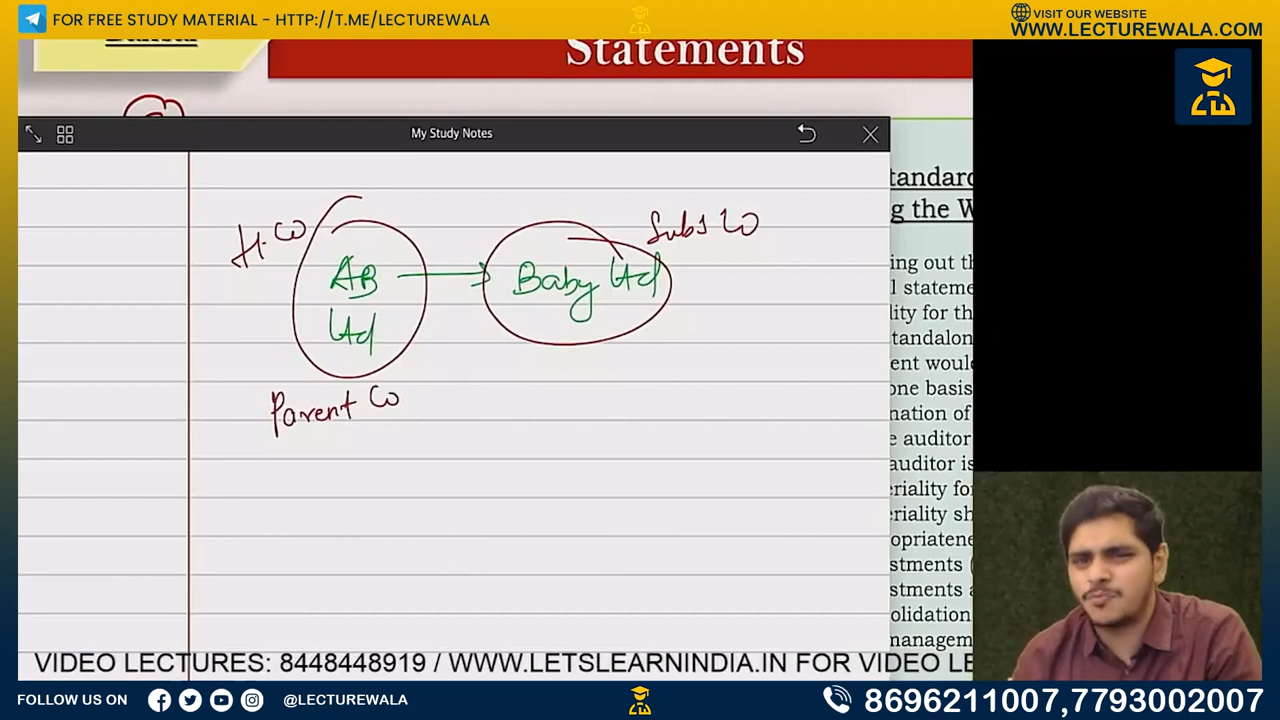 FOR FREE STUDY MATERIAL - HTTP://T.ME/LECTUREWALA
VISIT OUR WEBSITE
WWW.LECTUREWALA.COM
Statements
My Study Notes
H.Co
AB
Ltd
Parent Co
Baby Ltd
Subs Co
tandard
g the W
ing out th
l stateme
lity for th
tandalon
ent would
one basis
nation of
e auditor
auditor is
eriality for
eriality sh
opriatene
stments (
stments a
olidation
managem
VIDEO LECTURES: 8448448919 / WWW.LETSLEARNINDIA.IN FOR VIDEO LE
FOLLOW US ON
@LECTUREWALA
8696211007,7793002007